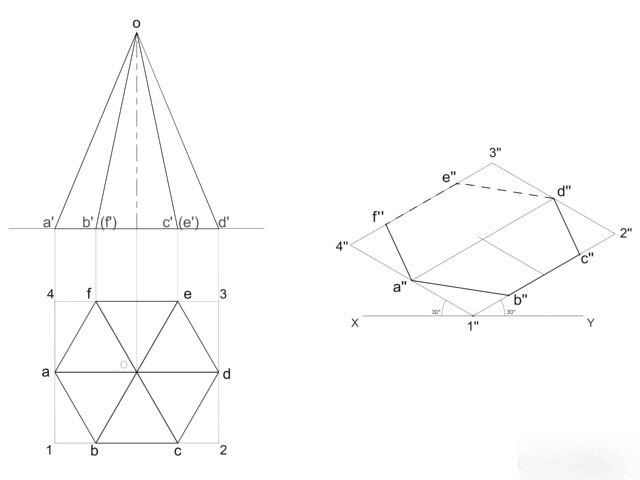 o
a' b' (f') c' (e') d'
4 f e 3
a O d
1 b c 2
3"
e" d"
f'' 2"
4" c"
a" b"
30° 30°
X 1" Y